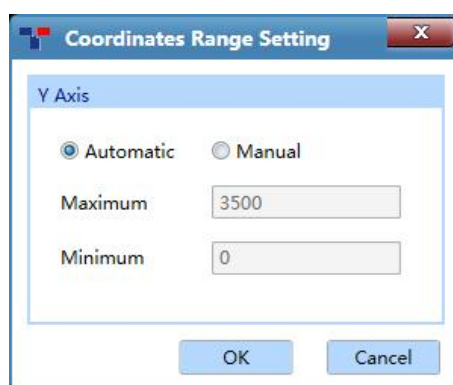 Coordinates Range Setting
Y Axis
Automatic Manual
Maximum 3500
Minimum 0
OK Cancel